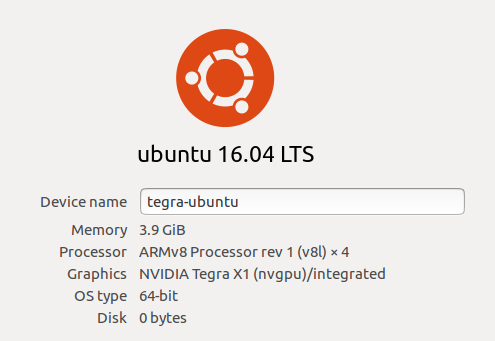 ubuntu 16.04 LTS
Device name tegra-ubuntu
Memory 3.9 GiB
Processor ARMv8 Processor rev 1 (v8l) × 4
Graphics NVIDIA Tegra X1 (nvgpu)/integrated
OS type 64-bit
Disk 0 bytes